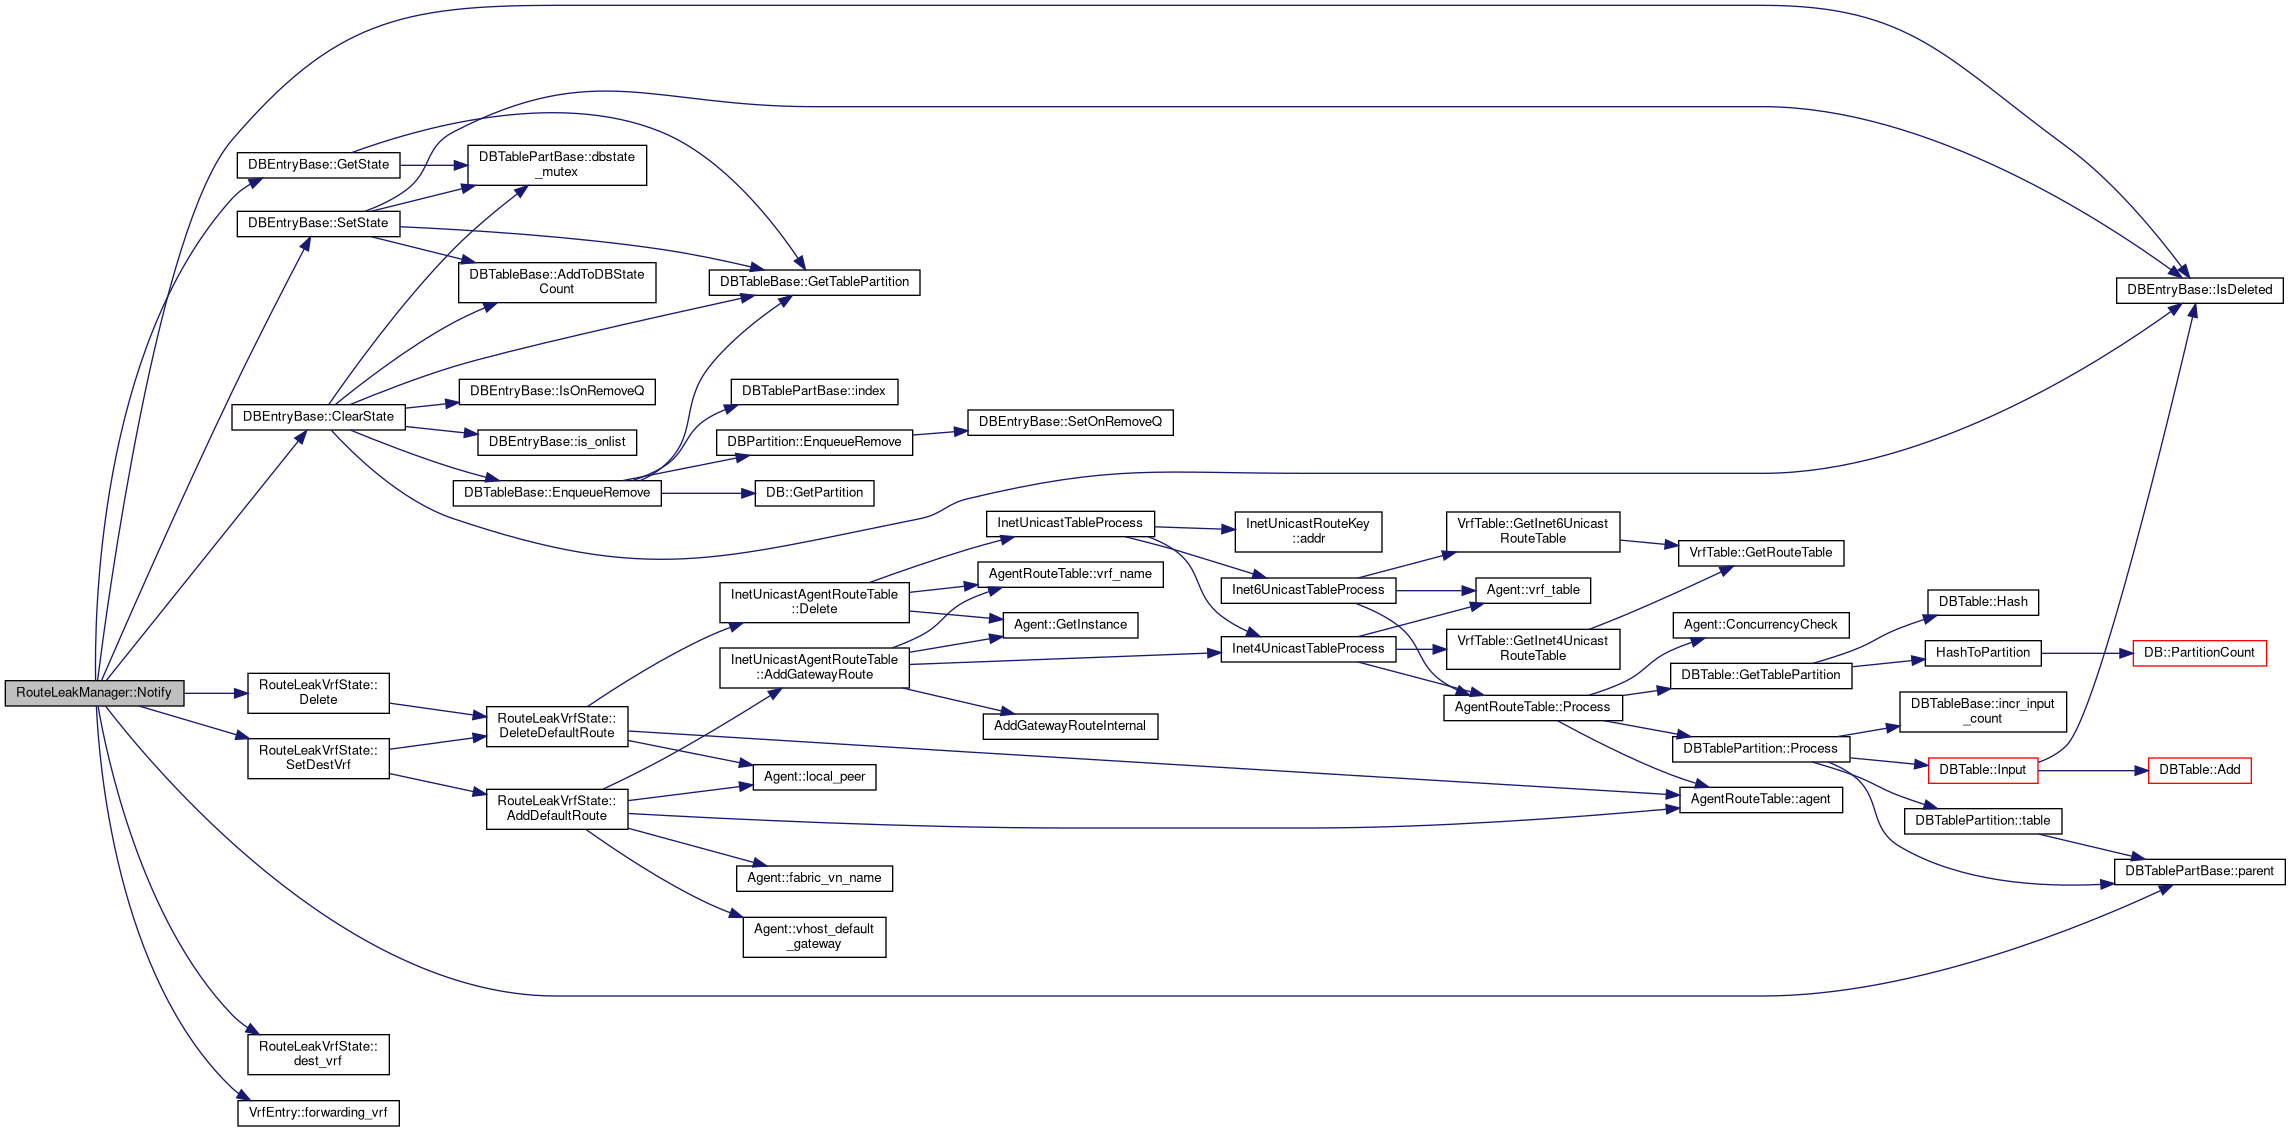 RouteLeakManager::Notify
DBEntryBase::GetState
DBEntryBase::SetState
DBEntryBase::ClearState
RouteLeakVrfState::
Delete
RouteLeakVrfState::
SetDestVrf
RouteLeakVrfState::
dest_vrf
VrfEntry::forwarding_vrf
DBTablePartBase::dbstate
_mutex
DBTableBase::AddToDBState
Count
DBEntryBase::IsOnRemoveQ
DBEntryBase::is_onlist
DBTableBase::EnqueueRemove
RouteLeakVrfState::
DeleteDefaultRoute
RouteLeakVrfState::
AddDefaultRoute
DBTableBase::GetTablePartition
DBTablePartBase::index
DBPartition::EnqueueRemove
DB::GetPartition
InetUnicastAgentRouteTable
::Delete
InetUnicastAgentRouteTable
::AddGatewayRoute
Agent::local_peer
Agent::fabric_vn_name
Agent::vhost_default
_gateway
DBEntryBase::SetOnRemoveQ
InetUnicastTableProcess
AgentRouteTable::vrf_name
Agent::GetInstance
AddGatewayRouteInternal
InetUnicastRouteKey
::addr
Inet6UnicastTableProcess
Inet4UnicastTableProcess
VrfTable::GetInet6Unicast
RouteTable
Agent::vrf_table
VrfTable::GetInet4Unicast
RouteTable
AgentRouteTable::Process
VrfTable::GetRouteTable
Agent::ConcurrencyCheck
DBTable::GetTablePartition
DBTablePartition::Process
AgentRouteTable::agent
DBTable::Hash
HashToPartition
DBTableBase::incr_input
_count
DBTable::Input
DBTablePartition::table
DBEntryBase::IsDeleted
DB::PartitionCount
DBTable::Add
DBTablePartBase::parent